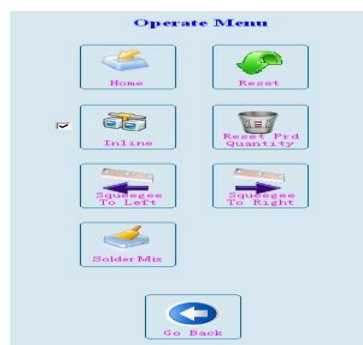 Operate Menu
Home
Reset
Inline
Reset Prd
Quantity
Squeegee
To Left
Squeegee
To Right
Solder Mix
Go Back